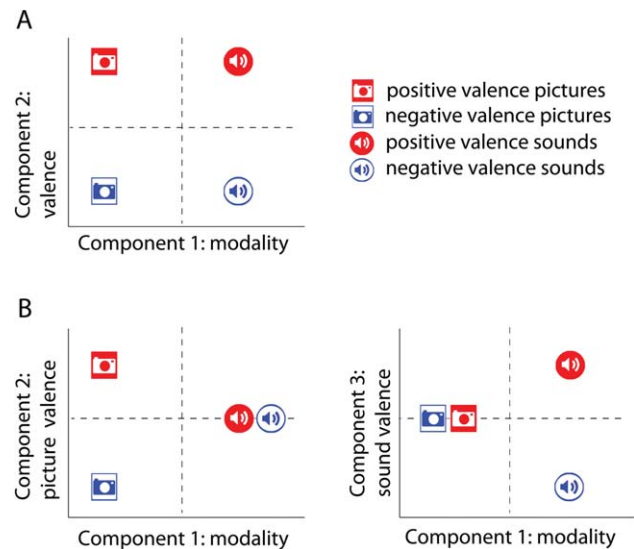 A
Component 2:
valence
Component 1: modality
positive valence pictures
negative valence pictures
positive valence sounds
negative valence sounds
B
Component 2:
picture valence
Component 1: modality
Component 3:
sound valence
Component 1: modality